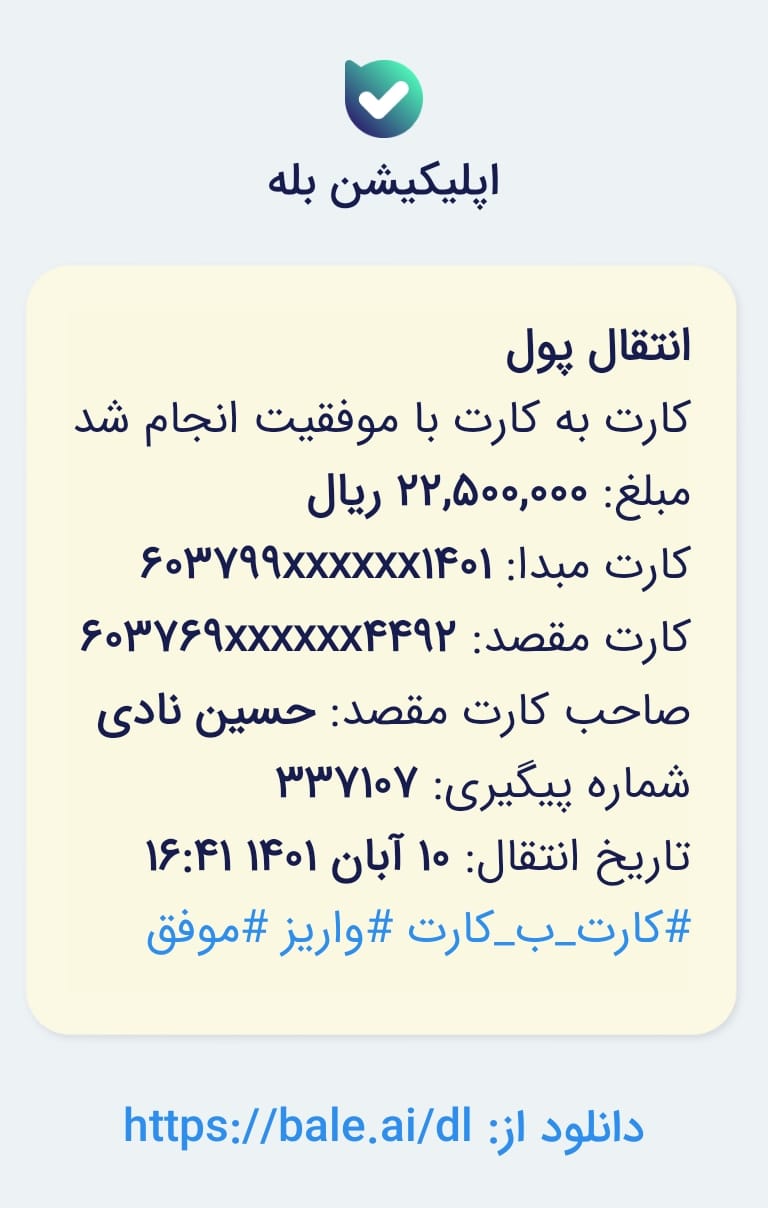 اپلیکیشن بله
انتقال پول
کارت به کارت با موفقیت انجام شد
مبلغ: ۲۲,۵۰۰,۰۰۰ ریال
کارت مبدا: ۶۰۳۷۹۹xxxxxx۱۴۰۱
کارت مقصد: ۶۰۳۷۶۹xxxxxx۴۴۹۲
صاحب کارت مقصد: حسین نادی
شماره پیگیری: ۳۳۷۱۰۷
تاریخ انتقال: ۱۰ آبان ۱۴۰۱ ۱۶:۴۱
#کارت_ب_کارت #واریز #موفق
دانلود از: https://bale.ai/dl